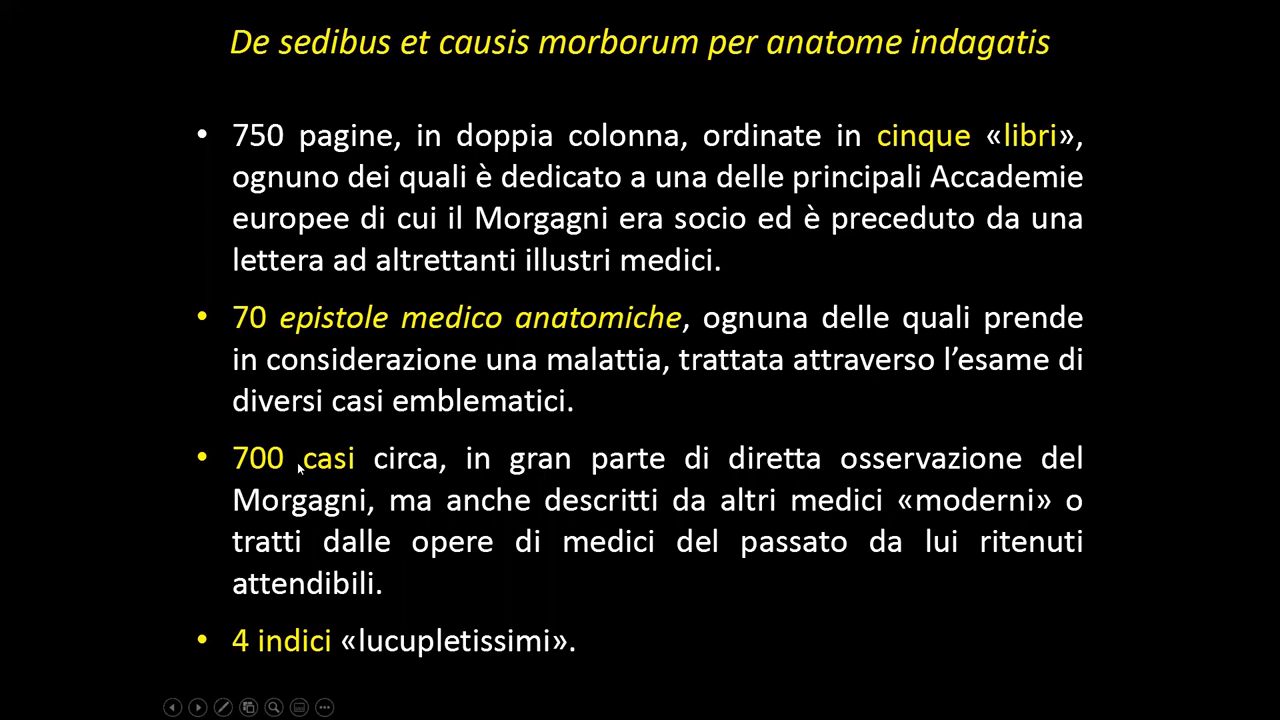 De sedibus et causis morborum per anatome indagatis
• 750 pagine, in doppia colonna, ordinate in cinque «libri»,
ognuno dei quali è dedicato a una delle principali Accademie
europee di cui il Morgagni era socio ed è preceduto da una
lettera ad altrettanti illustri medici.
• 70 epistole medico anatomiche, ognuna delle quali prende
in considerazione una malattia, trattata attraverso l’esame di
diversi casi emblematici.
• 700 casi circa, in gran parte di diretta osservazione del
Morgagni, ma anche descritti da altri medici «moderni» o
tratti dalle opere di medici del passato da lui ritenuti
attendibili.
• 4 indici «lucupletissimi».